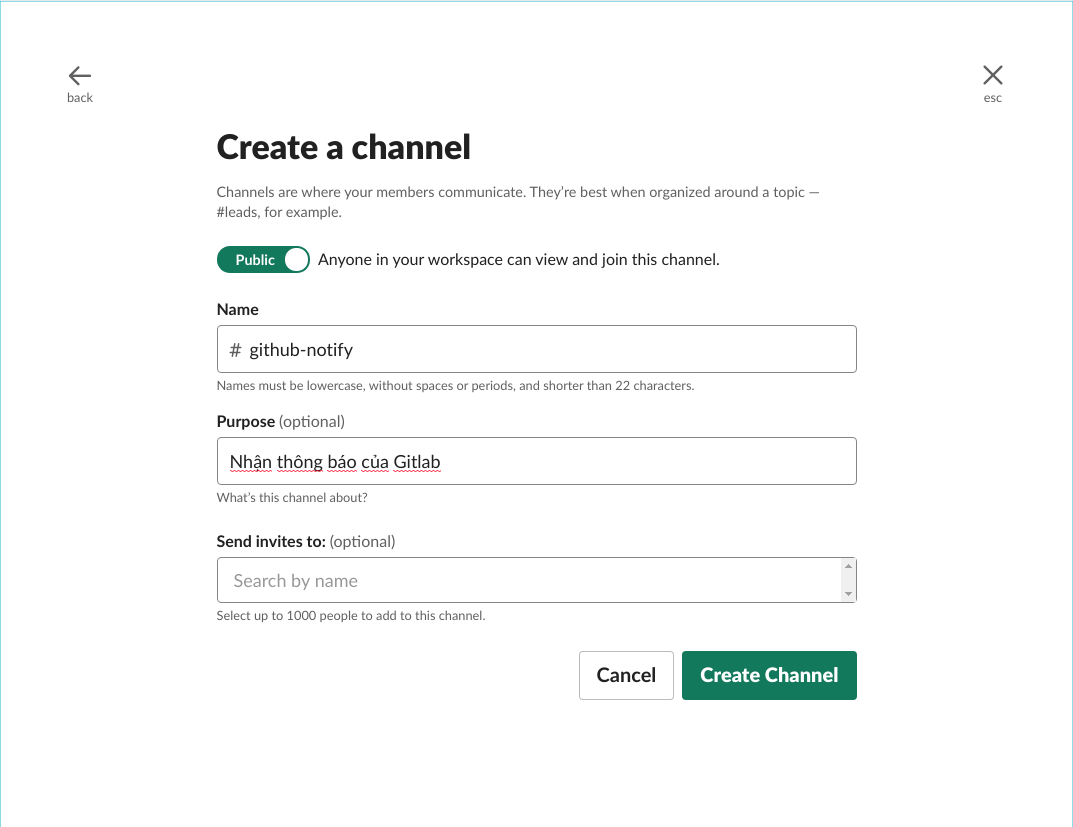 back
esc
Create a channel
Channels are where your members communicate. They're best when organized around a topic —
#leads, for example.
Public Anyone in your workspace can view and join this channel.
Name
# github-notify
Names must be lowercase, without spaces or periods, and shorter than 22 characters.
Purpose (optional)
Nhận thông báo của Gitlab
What's this channel about?
Send invites to: (optional)
Search by name
Select up to 1000 people to add to this channel.
Cancel Create Channel